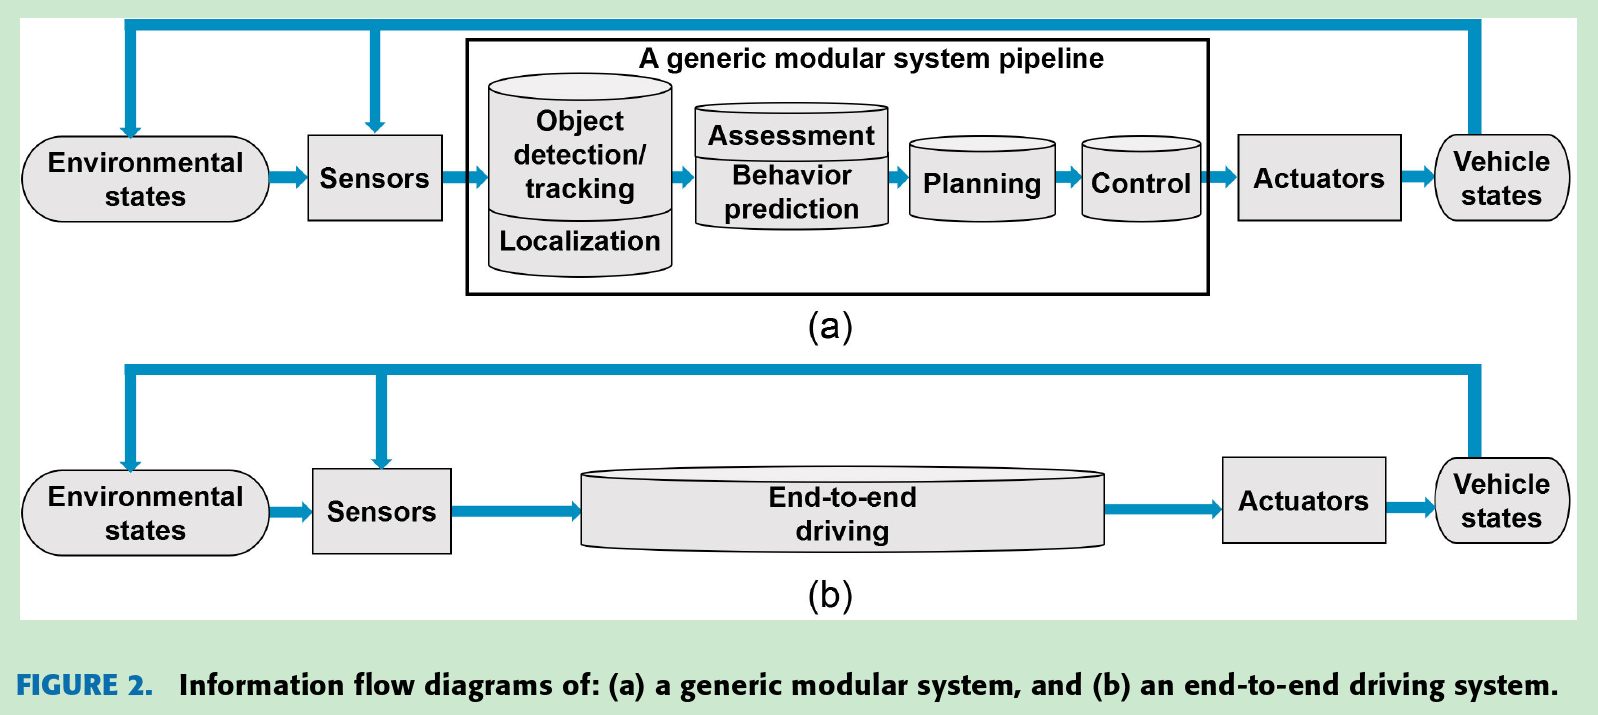 A generic modular system pipeline
Environmental
states
Sensors
Object
detection/
tracking
Localization
Assessment
Behavior
prediction
Planning
Control
Actuators
Vehicle
states
(a)
Environmental
states
Sensors
End-to-end
driving
Actuators
Vehicle
states
(b)
FIGURE 2. Information flow diagrams of: (a) a generic modular system, and (b) an end-to-end driving system.